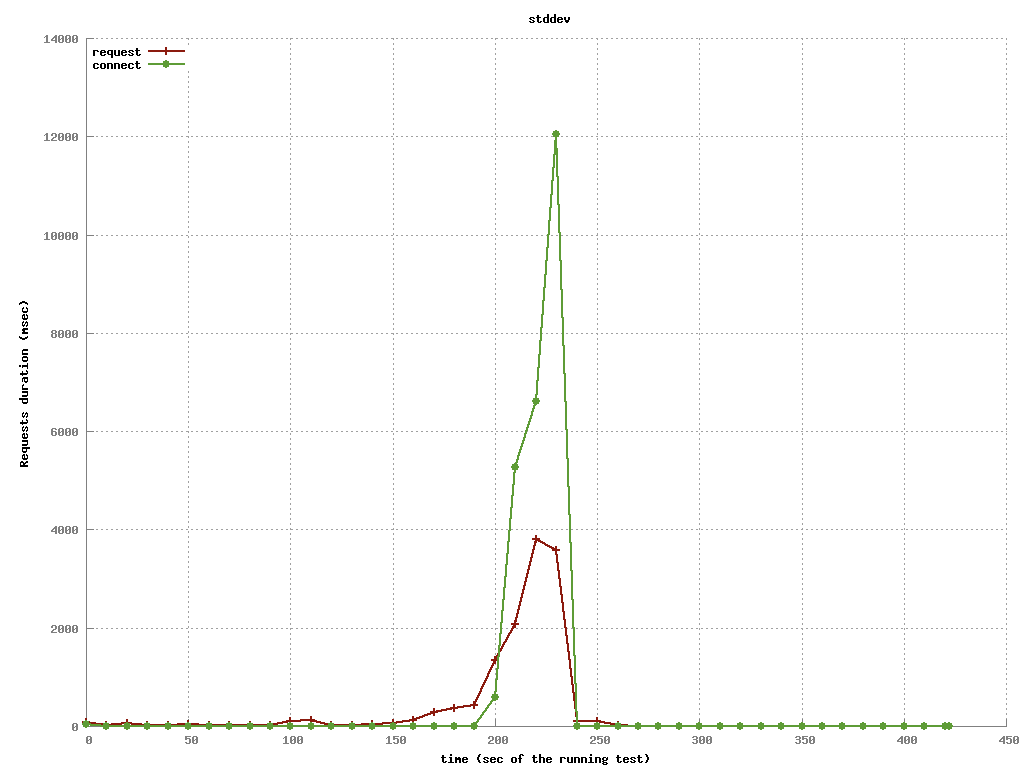 stddev
14000
request
connect
12000
10000
8000
Requests duration (msec)
6000
4000
2000
0
0 50 100 150 200 250 300 350 400 450
time (sec of the running test)